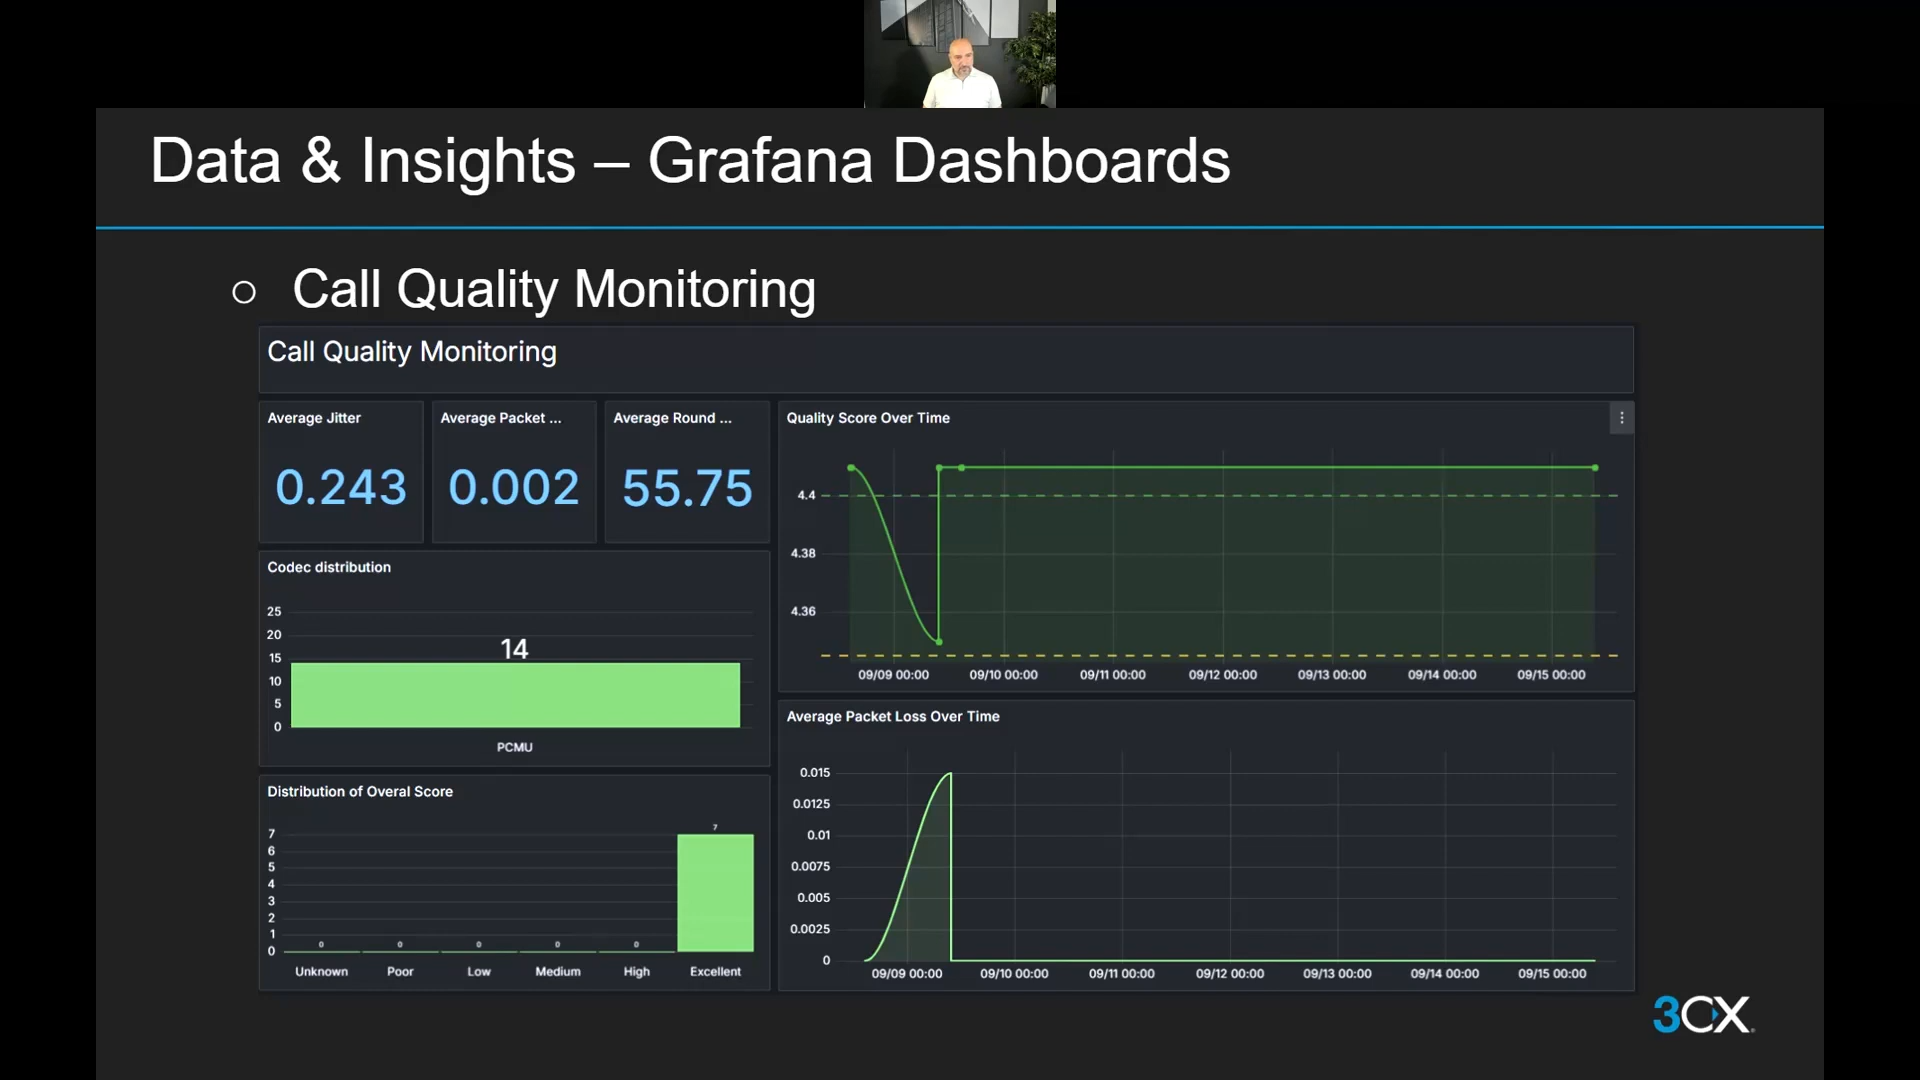 Data & Insights – Grafana Dashboards
○ Call Quality Monitoring
Call Quality Monitoring
Average Jitter
0.243
Average Packet ...
0.002
Average Round ...
55.75
Codec distribution
25
20
15
10
5
0
14
PCMU
Distribution of Overal Score
7
6
5
4
3
2
1
0
0 0 0 0 0 7
Unknown Poor Low Medium High Excellent
Quality Score Over Time
4.4
4.38
4.36
09/09 00:00 09/10 00:00 09/11 00:00 09/12 00:00 09/13 00:00 09/14 00:00 09/15 00:00
Average Packet Loss Over Time
0.015
0.0125
0.01
0.0075
0.005
0.0025
0
09/09 00:00 09/10 00:00 09/11 00:00 09/12 00:00 09/13 00:00 09/14 00:00 09/15 00:00
3CX